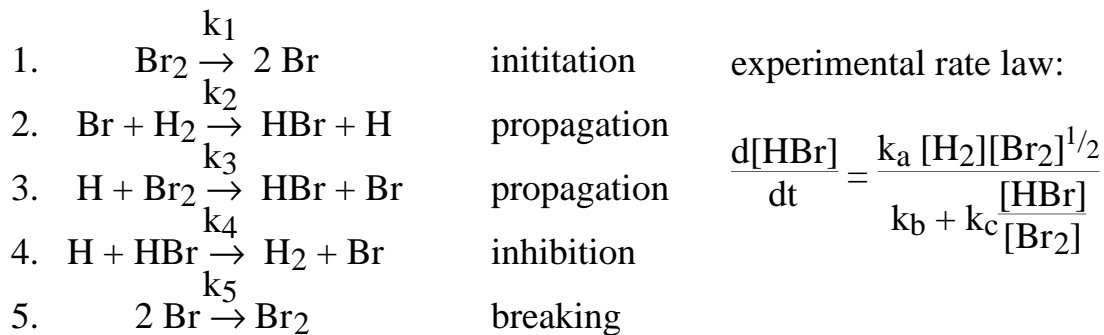 k1
1. Br2 → 2 Br inititation
k2
2. Br + H2 → HBr + H propagation
k3
3. H + Br2 → HBr + Br propagation
k4
4. H + HBr → H2 + Br inhibition
k5
5. 2 Br → Br2 breaking
experimental rate law:
d[HBr]/dt = ka [H2][Br2]^1/2 / (kb + kc [HBr]/[Br2])